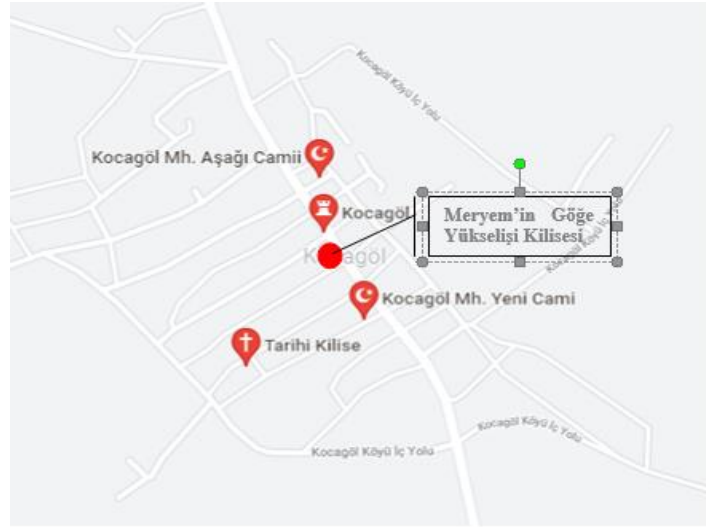 Kocagöl Köyü İç Yolu
Kocagöl Mh. Aşağı Camii
Kocagöl
Meryem’in Göğe
Yükselişi Kilisesi
Kocagöl Köyü İç Yolu
Kocagöl
Kocagöl Mh. Yeni Cami
Tarihi Kilise
Kocagöl Köyü İç Yolu
Kocagöl Köyü İç Yolu